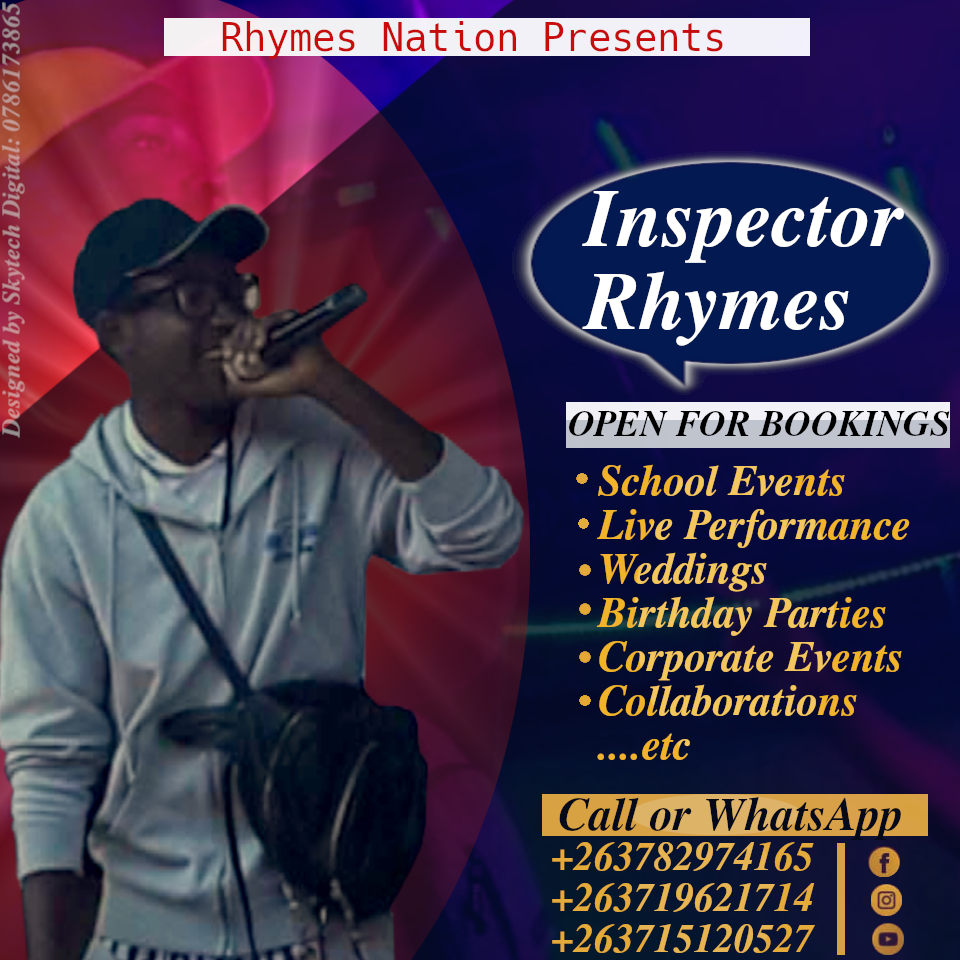 Rhymes Nation Presents
Designed by Skytech Digital: 0786173865
Inspector
Rhymes
OPEN FOR BOOKINGS
• School Events
• Live Performance
• Weddings
• Birthday Parties
• Corporate Events
• Collaborations
....etc
Call or WhatsApp
+263782974165
+263719621714
+263715120527